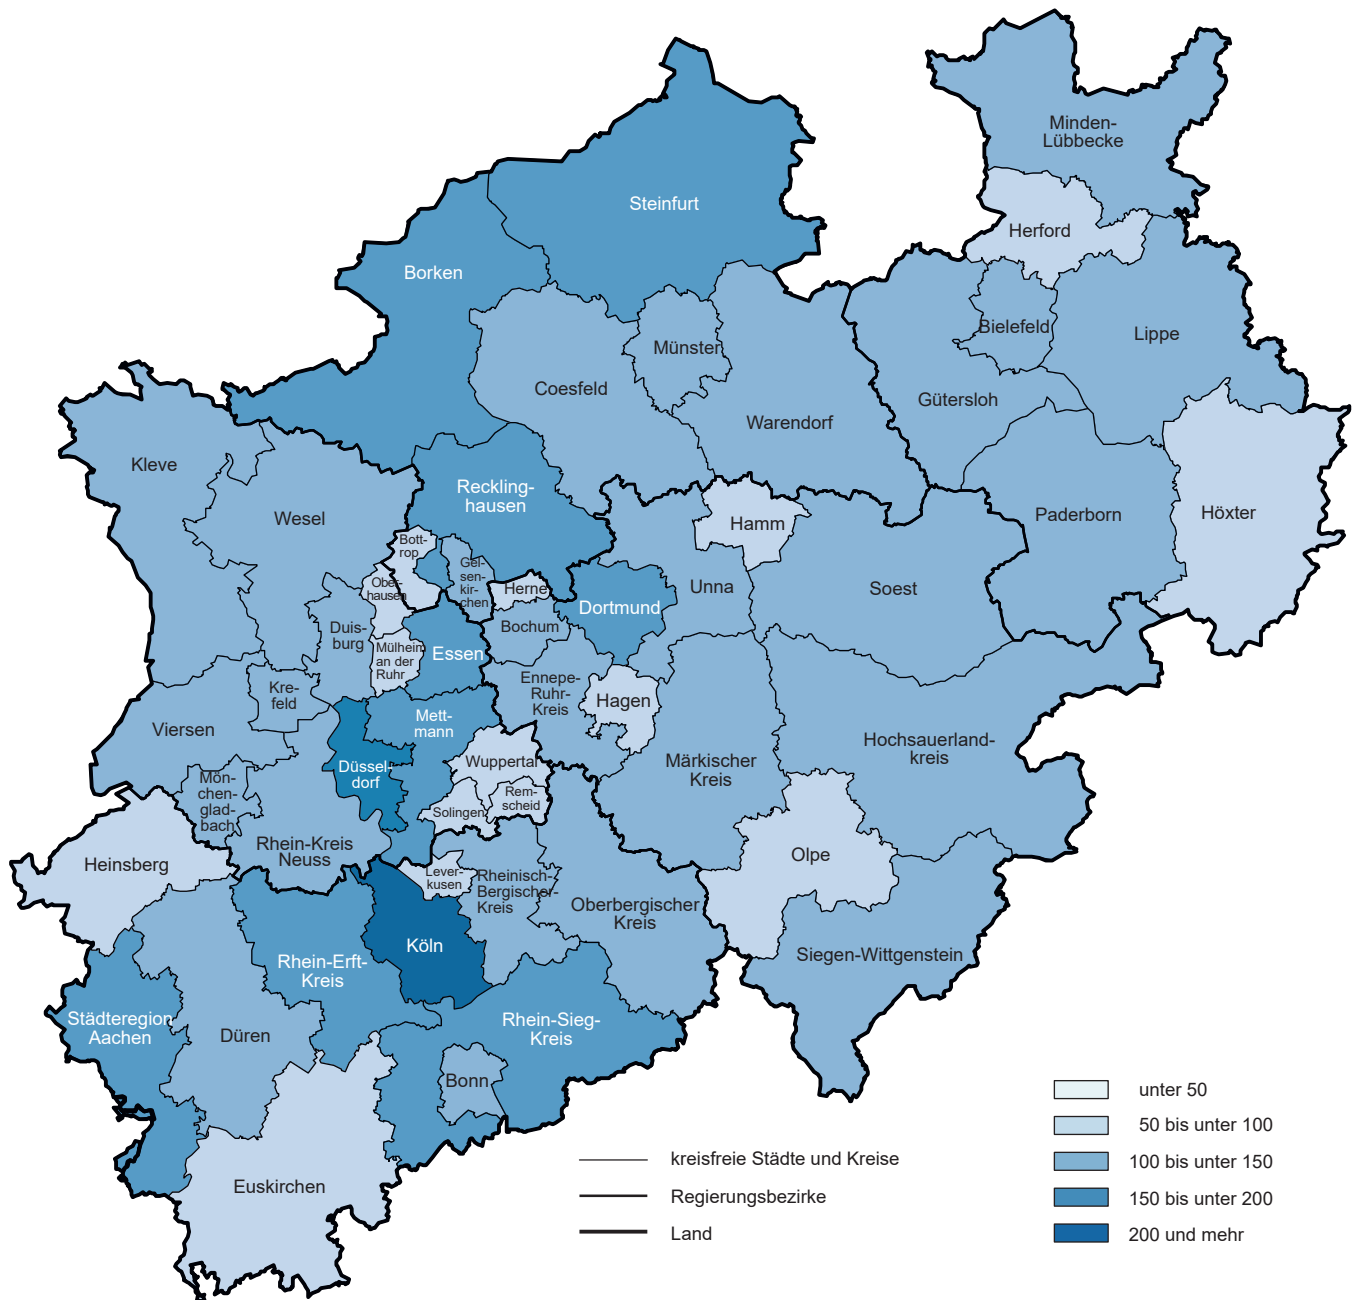 Minden-
Lübbecke
Steinfurt
Herford
Borken
Bielefeld
Lippe
Münster
Coesfeld
Gütersloh
Warendorf
Kleve
Reckling-
hausen
Wesel
Hamm
Paderborn
Höxter
Bott-
rop
Gel-
sen-
kir-
chen
Ober-
hausen
Herne
Unna
Soest
Dortmund
Duis-
burg
Bochum
Mülheim
an der
Ruhr
Essen
Kre-
feld
Ennepe-
Ruhr-
Kreis
Hagen
Viersen
Mett-
mann
Hochsauerland-
kreis
Märkischer
Kreis
Wuppertal
Düssel-
dorf
Mön-
chen-
glad-
bach
Rem-
scheid
Solingen
Rhein-Kreis
Neuss
Heinsberg
Olpe
Lever-
kusen
Rheinisch-
Bergischer-
Kreis
Oberbergischer
Kreis
Köln
Siegen-Wittgenstein
Rhein-Erft-
Kreis
Städteregion
Aachen
Rhein-Sieg-
Kreis
Düren
Bonn
Euskirchen
kreisfreie Städte und Kreise
Regierungsbezirke
Land
unter 50
50 bis unter 100
100 bis unter 150
150 bis unter 200
200 und mehr